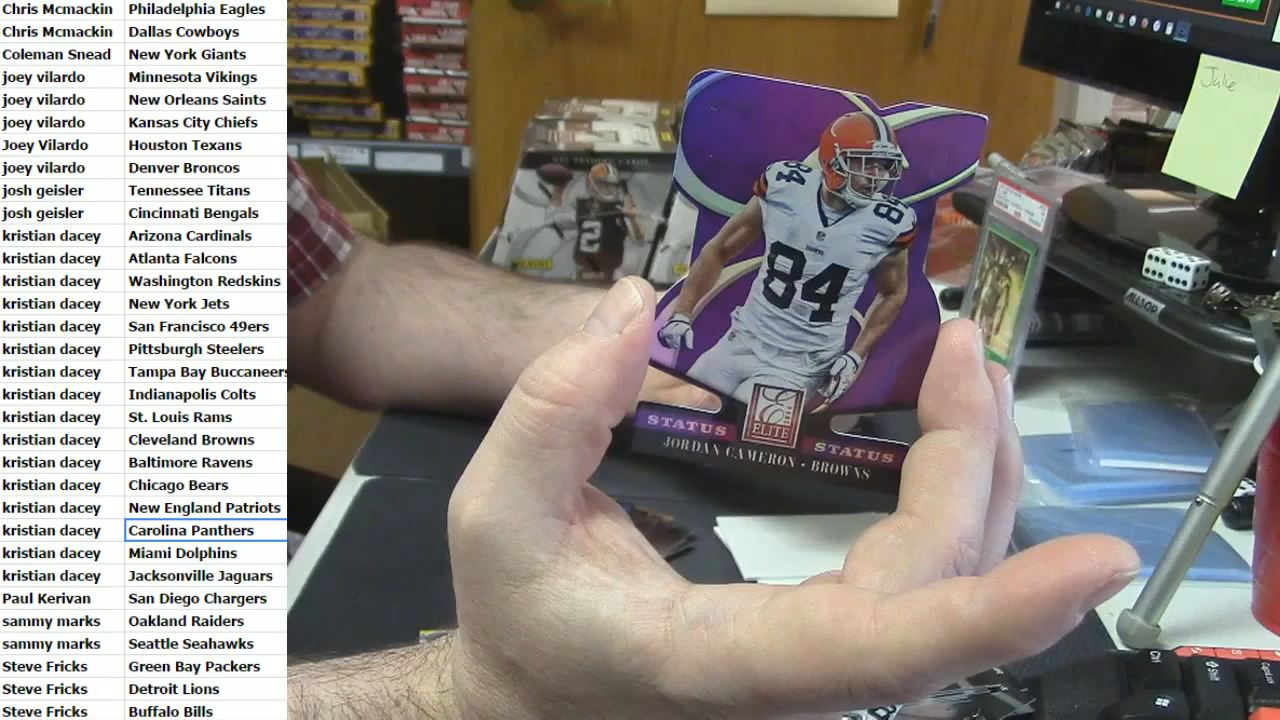 Chris Mcmackin Philadelphia Eagles
Chris Mcmackin Dallas Cowboys
Coleman Snead New York Giants
joey vilardo Minnesota Vikings
joey vilardo New Orleans Saints
joey vilardo Kansas City Chiefs
Joey Vilardo Houston Texans
joey vilardo Denver Broncos
josh geisler Tennessee Titans
josh geisler Cincinnati Bengals
kristian dacey Arizona Cardinals
kristian dacey Atlanta Falcons
kristian dacey Washington Redskins
kristian dacey New York Jets
kristian dacey San Francisco 49ers
kristian dacey Pittsburgh Steelers
kristian dacey Tampa Bay Buccaneers
kristian dacey Indianapolis Colts
kristian dacey St. Louis Rams
kristian dacey Cleveland Browns
kristian dacey Baltimore Ravens
kristian dacey Chicago Bears
kristian dacey New England Patriots
kristian dacey Carolina Panthers
kristian dacey Miami Dolphins
kristian dacey Jacksonville Jaguars
Paul Kerivan San Diego Chargers
sammy marks Oakland Raiders
sammy marks Seattle Seahawks
Steve Fricks Green Bay Packers
Steve Fricks Detroit Lions
Steve Fricks Buffalo Bills
Julie
84
84
84
2
STATUS ELITE STATUS
JORDAN CAMERON • BROWNS
ALLSOP
Ctrl
Shift